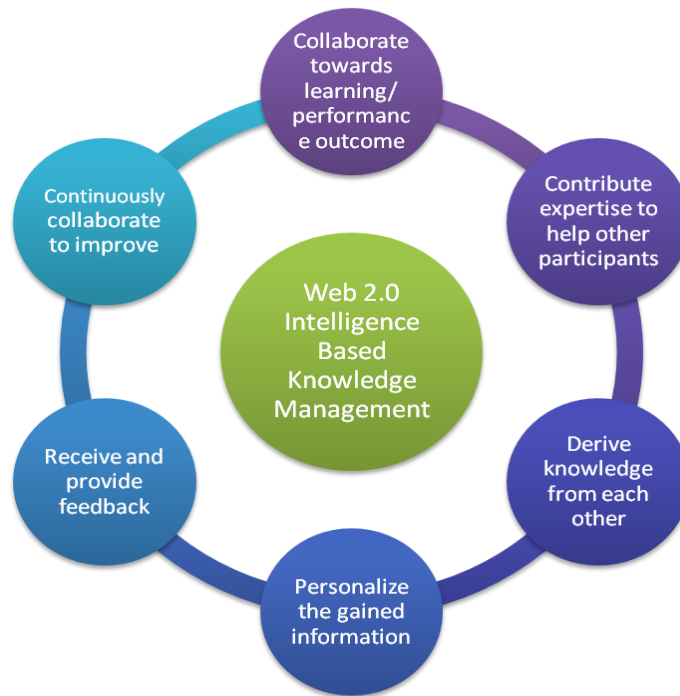 Collaborate
towards
learning/
performanc
e outcome
Contribute
expertise to
help other
participants
Derive
knowledge
from each
other
Personalize
the gained
information
Receive and
provide
feedback
Continuously
collaborate
to improve
Web 2.0
Intelligence
Based
Knowledge
Management